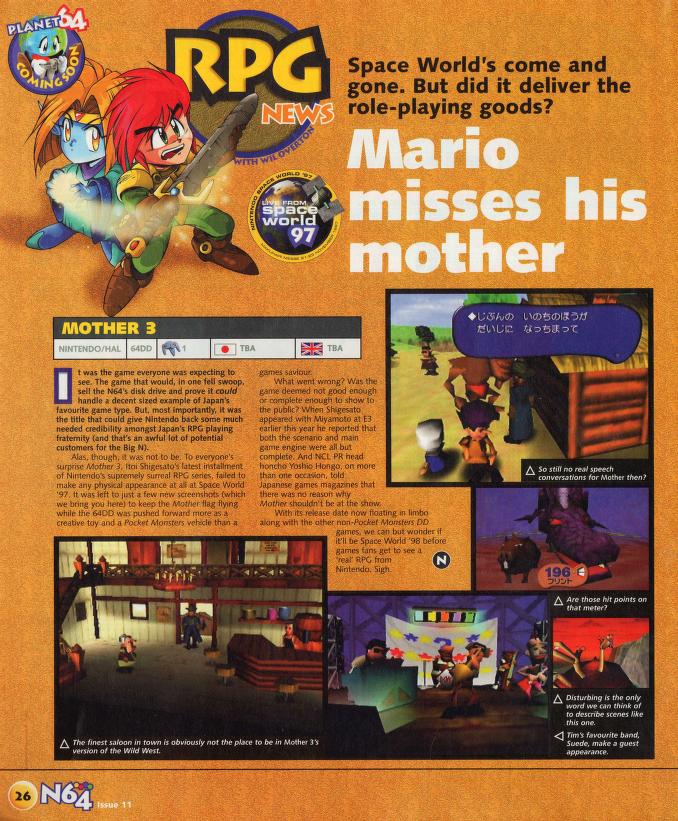 PLANET 64
COMING SOON
RPG
NEWS
WITH WIL OVERTON
NINTENDO SPACE WORLD '97
LIVE FROM
space
world
97
Space World's come and
gone. But did it deliver the
role-playing goods?
Mario
misses his
mother
MOTHER 3
NINTENDO/HAL 64DD 1 TBA TBA
It was the game everyone was expecting to
see. The game that would, in one fell swoop,
sell the N64's disk drive and prove it could
handle a decent sized example of Japan's
favourite game type. But, most importantly, it was
the title that could give Nintendo back some much
needed credibility amongst Japan's RPG playing
fraternity (and that's an awful lot of potential
customers for the Big N).
Alas, though, it was not to be. To everyone's
surprise Mother 3, Itoi Shigesato's latest installment
of Nintendo's supremely surreal RPG series, failed to
make any physical appearance at all at Space World
'97. It was left to just a few new screenshots (which
we bring you here) to keep the Mother flag flying
while the 64DD was pushed forward more as a
creative toy and a Pocket Monsters vehicle than a
games saviour.
What went wrong? Was the
game deemed not good enough
or complete enough to show to
the public? When Shigesato
appeared with Miyamoto at E3
earlier this year he reported that
both the scenario and main
game engine were all but
complete. And NCL PR head
honcho Yoshio Hongo, on more
than one occasion, told
Japanese games magazines that
there was no reason why
Mother shouldn't be at the show.
With its release date now floating in limbo
along with the other non-Pocket Monsters DD
games, we can but wonder if
it'll be Space World '98 before
games fans get to see a
'real' RPG from
Nintendo. Sigh.
N
◆じぶんの いのちのほうが
だいじに なっちまって
△ So still no real speech
conversations for Mother then?
196
プリント
△ Are those hit points on
that meter?
△ Disturbing is the only
word we can think of
to describe scenes like
this one.
◁ Tim's favourite band,
Suede, make a guest
appearance.
△ The finest saloon in town is obviously not the place to be in Mother 3's
version of the Wild West.
26 N64 Issue 11